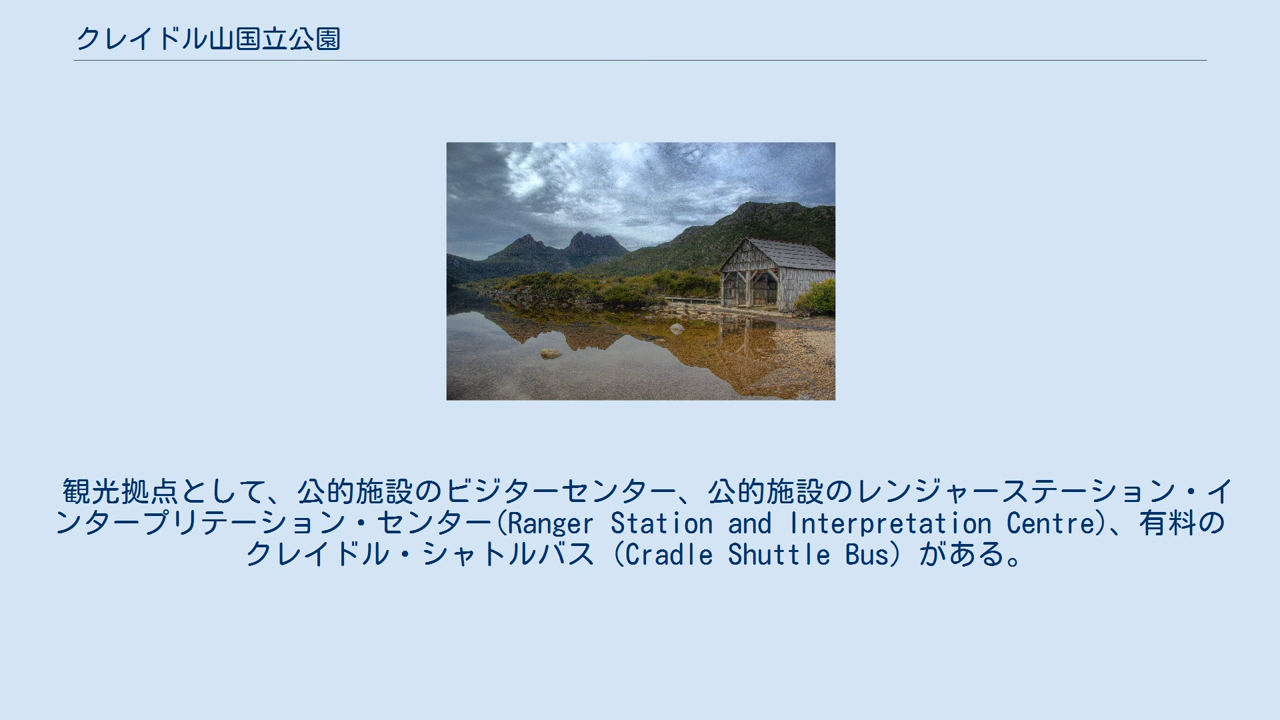 クレイドル山国立公園
観光拠点として、公的施設のビジターセンター、公的施設のレンジャーステーション・イ
ンタープリテーション・センター(Ranger Station and Interpretation Centre)、有料の
クレイドル・シャトルバス（Cradle Shuttle Bus）がある。